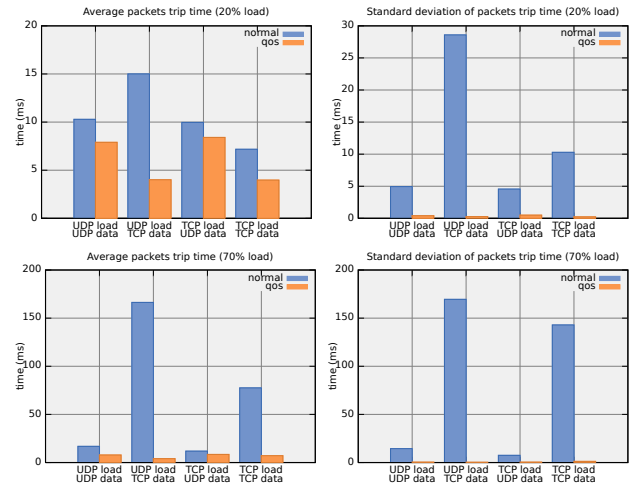 Average packets trip time (20% load)
normal
qos
time (ms)
20
15
10
5
0
UDP load UDP load TCP load TCP load
UDP data TCP data UDP data TCP data
Standard deviation of packets trip time (20% load)
normal
qos
time (ms)
30
25
20
15
10
5
0
UDP load UDP load TCP load TCP load
UDP data TCP data UDP data TCP data
Average packets trip time (70% load)
normal
qos
time (ms)
200
150
100
50
0
UDP load UDP load TCP load TCP load
UDP data TCP data UDP data TCP data
Standard deviation of packets trip time (70% load)
normal
qos
time (ms)
200
150
100
50
0
UDP load UDP load TCP load TCP load
UDP data TCP data UDP data TCP data